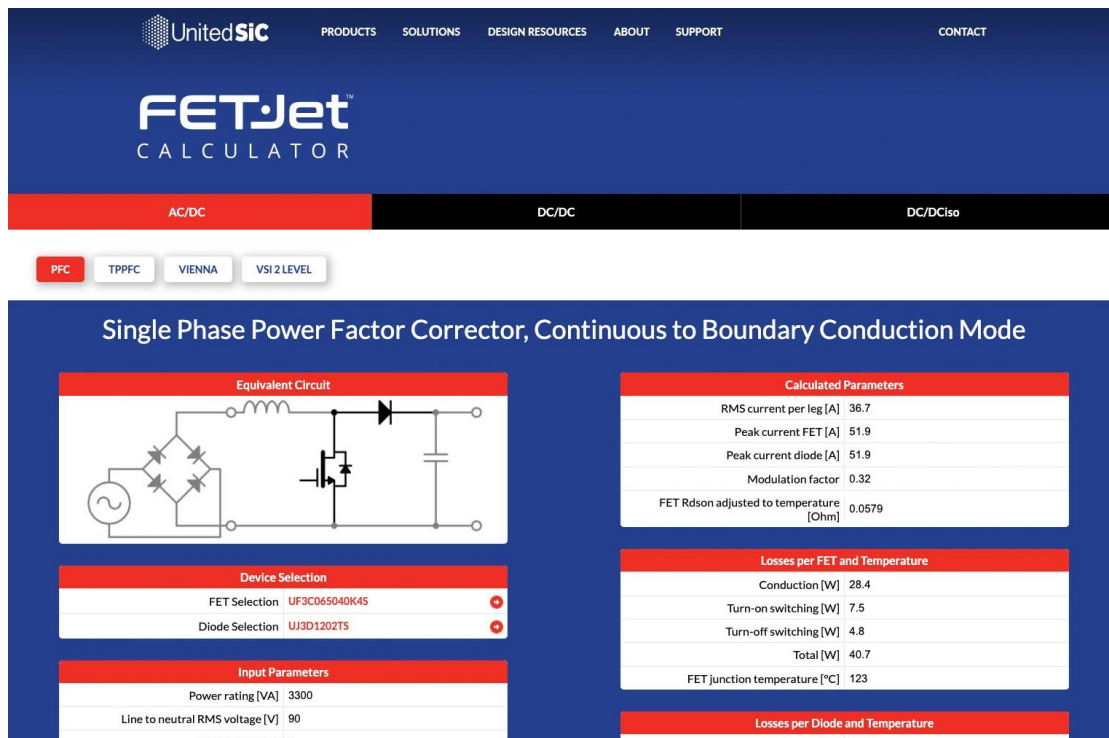 UnitedSiC
PRODUCTS SOLUTIONS DESIGN RESOURCES ABOUT SUPPORT CONTACT
FET-Jet™
CALCULATOR
AC/DC DC/DC DC/DCiso
PFC TPPFC VIENNA VSI 2 LEVEL
Single Phase Power Factor Corrector, Continuous to Boundary Conduction Mode
Equivalent Circuit
Device Selection
FET Selection UF3C065040K4S
Diode Selection UJ3D1202TS
Input Parameters
Power rating [VA] 3300
Line to neutral RMS voltage [V] 90
Calculated Parameters
RMS current per leg [A] 36.7
Peak current FET [A] 51.9
Peak current diode [A] 51.9
Modulation factor 0.32
FET Rdson adjusted to temperature
[Ohm] 0.0579
Losses per FET and Temperature
Conduction [W] 28.4
Turn-on switching [W] 7.5
Turn-off switching [W] 4.8
Total [W] 40.7
FET junction temperature [°C] 123
Losses per Diode and Temperature